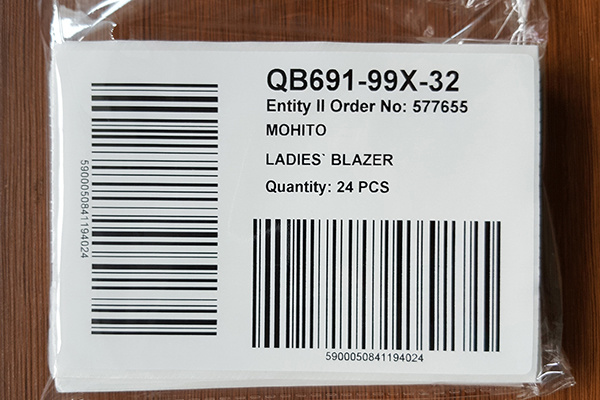 QB691-99X-32
Entity II Order No: 577655
MOHITO
LADIES` BLAZER
Quantity: 24 PCS
5900050841194024
5900050841194024